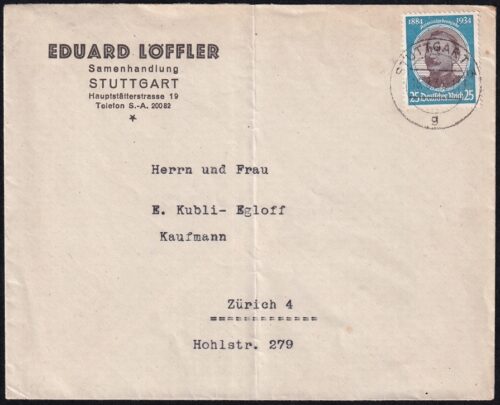 EDUARD LÖFFLER
Samenhandlung
STUTTGART
Hauptstätterstrasse 19
Telefon S.-A. 20082
1884 1934
STUTTGART
g
25 Deutsches Reich 25
Herrn und Frau
E. Kubli- Egloff
Kaufmann
Zürich 4
Hohlstr. 279